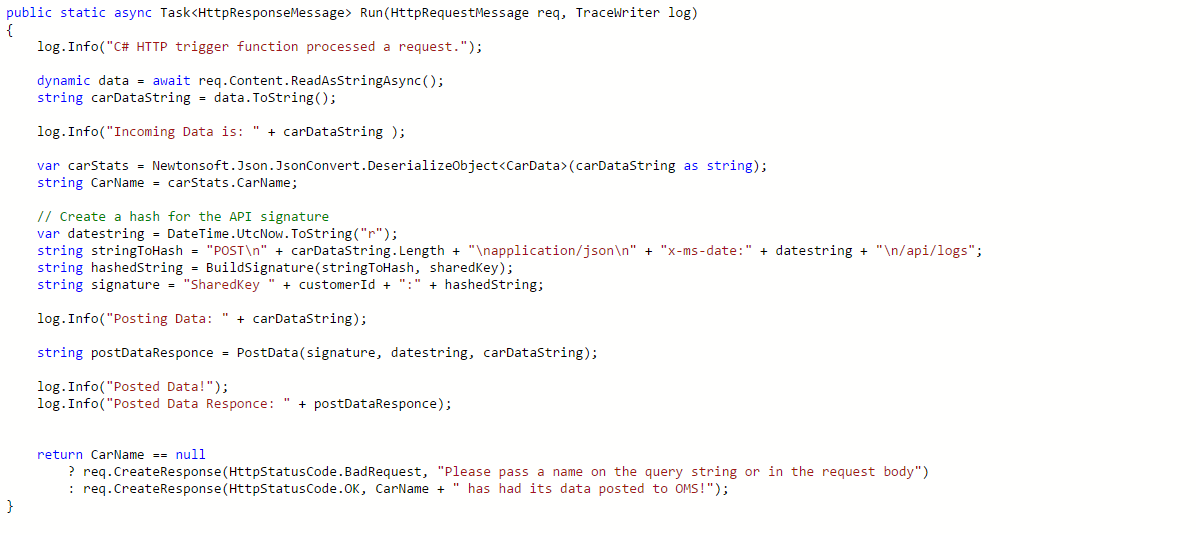 public static async Task<HttpResponseMessage> Run(HttpRequestMessage req, TraceWriter log)
{
    log.Info("C# HTTP trigger function processed a request.");
    dynamic data = await req.Content.ReadAsStringAsync();
    string carDataString = data.ToString();
    log.Info("Incoming Data is: " + carDataString );
    var carStats = Newtonsoft.Json.JsonConvert.DeserializeObject<CarData>(carDataString as string);
    string CarName = carStats.CarName;
    // Create a hash for the API signature
    var datestring = DateTime.UtcNow.ToString("r");
    string stringToHash = "POST\n" + carDataString.Length + "\napplication/json\n" + "x-ms-date:" + datestring + "\n/api/logs";
    string hashedString = BuildSignature(stringToHash, sharedKey);
    string signature = "SharedKey " + customerId + ":" + hashedString;
    log.Info("Posting Data: " + carDataString);
    string postDataResponce = PostData(signature, datestring, carDataString);
    log.Info("Posted Data!");
    log.Info("Posted Data Responce: " + postDataResponce);
    return CarName == null
        ? req.CreateResponse(HttpStatusCode.BadRequest, "Please pass a name on the query string or in the request body")
        : req.CreateResponse(HttpStatusCode.OK, CarName + " has had its data posted to OMS!");
}